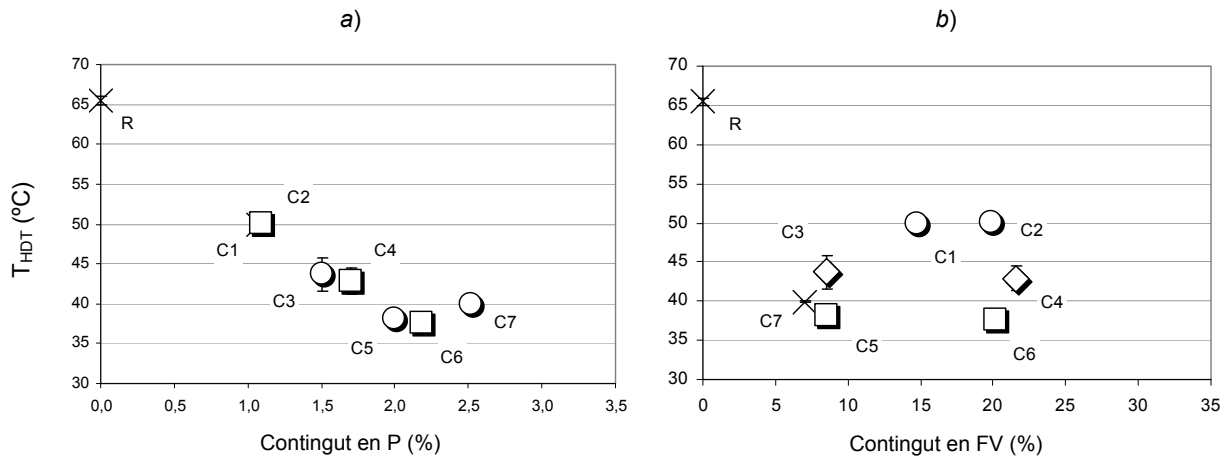 a)
b)
70
65
60
55
50
45
40
35
30
T_HDT (ºC)
R
C2
C1
C4
C3
C7
C5
C6
0,0 0,5 1,0 1,5 2,0 2,5 3,0 3,5
Contingut en P (%)
70
65
60
55
50
45
40
35
30
R
C3
C2
C1
C4
C7
C5
C6
0 5 10 15 20 25 30 35
Contingut en FV (%)